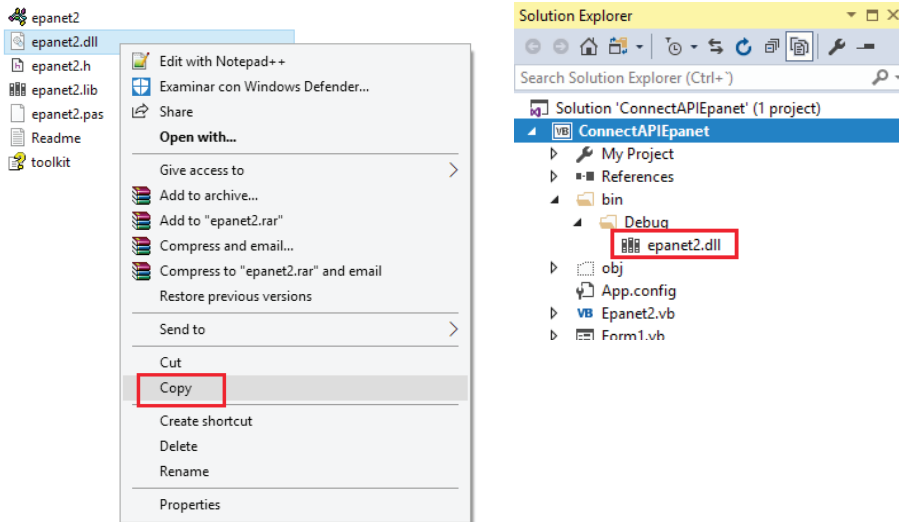 epanet2
epanet2.dll
epanet2.h
epanet2.lib
epanet2.pas
Readme
toolkit
Edit with Notepad++
Examinar con Windows Defender...
Share
Open with...
Give access to
Add to archive...
Add to "epanet2.rar"
Compress and email...
Compress to "epanet2.rar" and email
Restore previous versions
Send to
Cut
Copy
Create shortcut
Delete
Rename
Properties
Solution Explorer
Search Solution Explorer (Ctrl+`)
Solution 'ConnectAPIEpanet' (1 project)
VB ConnectAPIEpanet
My Project
References
bin
Debug
epanet2.dll
obj
App.config
VB Epanet2.vb
Form1.vb